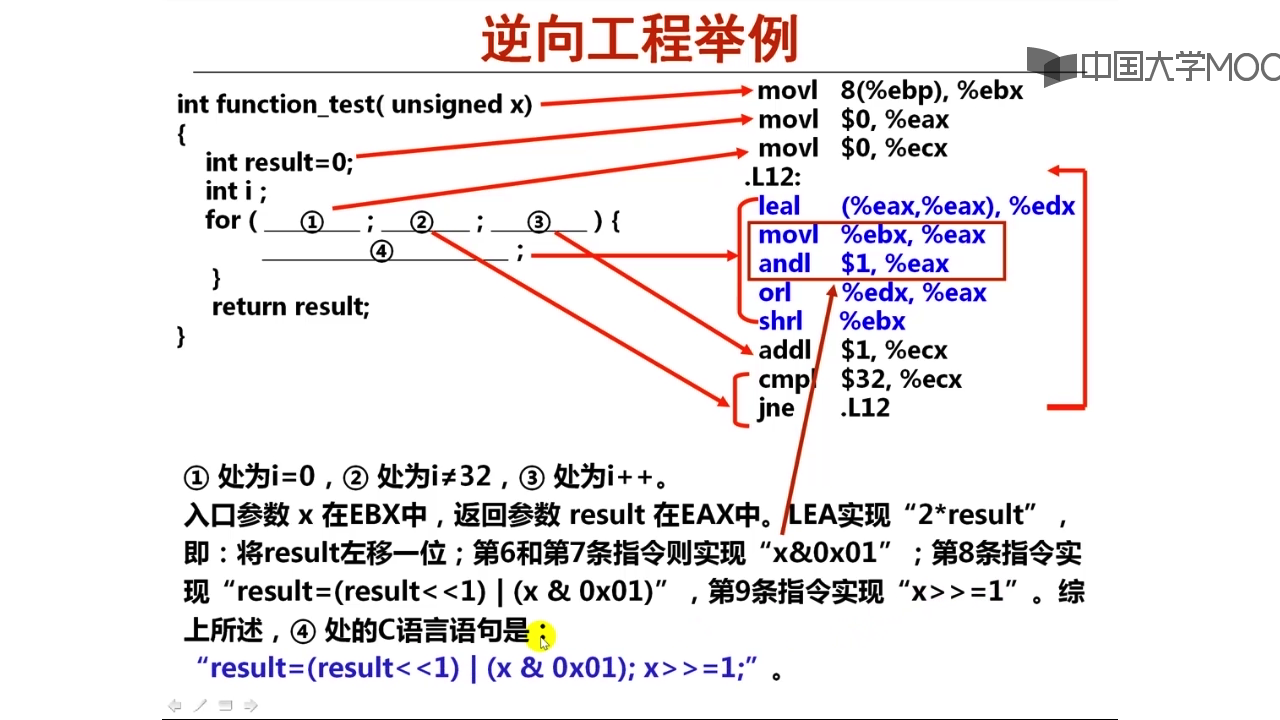 逆向工程举例
中国大学MOO
int function_test( unsigned x)
{
int result=0;
int i ;
for ( ① ; ② ; ③ ) {
④ ;
}
return result;
}
movl 8(%ebp), %ebx
movl $0, %eax
movl $0, %ecx
.L12:
leal (%eax,%eax), %edx
movl %ebx, %eax
andl $1, %eax
orl %edx, %eax
shrl %ebx
addl $1, %ecx
cmpl $32, %ecx
jne .L12
① 处为i=0，② 处为i≠32，③ 处为i++。
入口参数 x 在EBX中，返回参数 result 在EAX中。LEA实现“2*result”，
即：将result左移一位；第6和第7条指令则实现“x&0x01”；第8条指令实
现“result=(result<<1) | (x & 0x01)”，第9条指令实现“x>>=1”。综
上所述，④ 处的C语言语句是：
“result=(result<<1) | (x & 0x01); x>>=1;”。